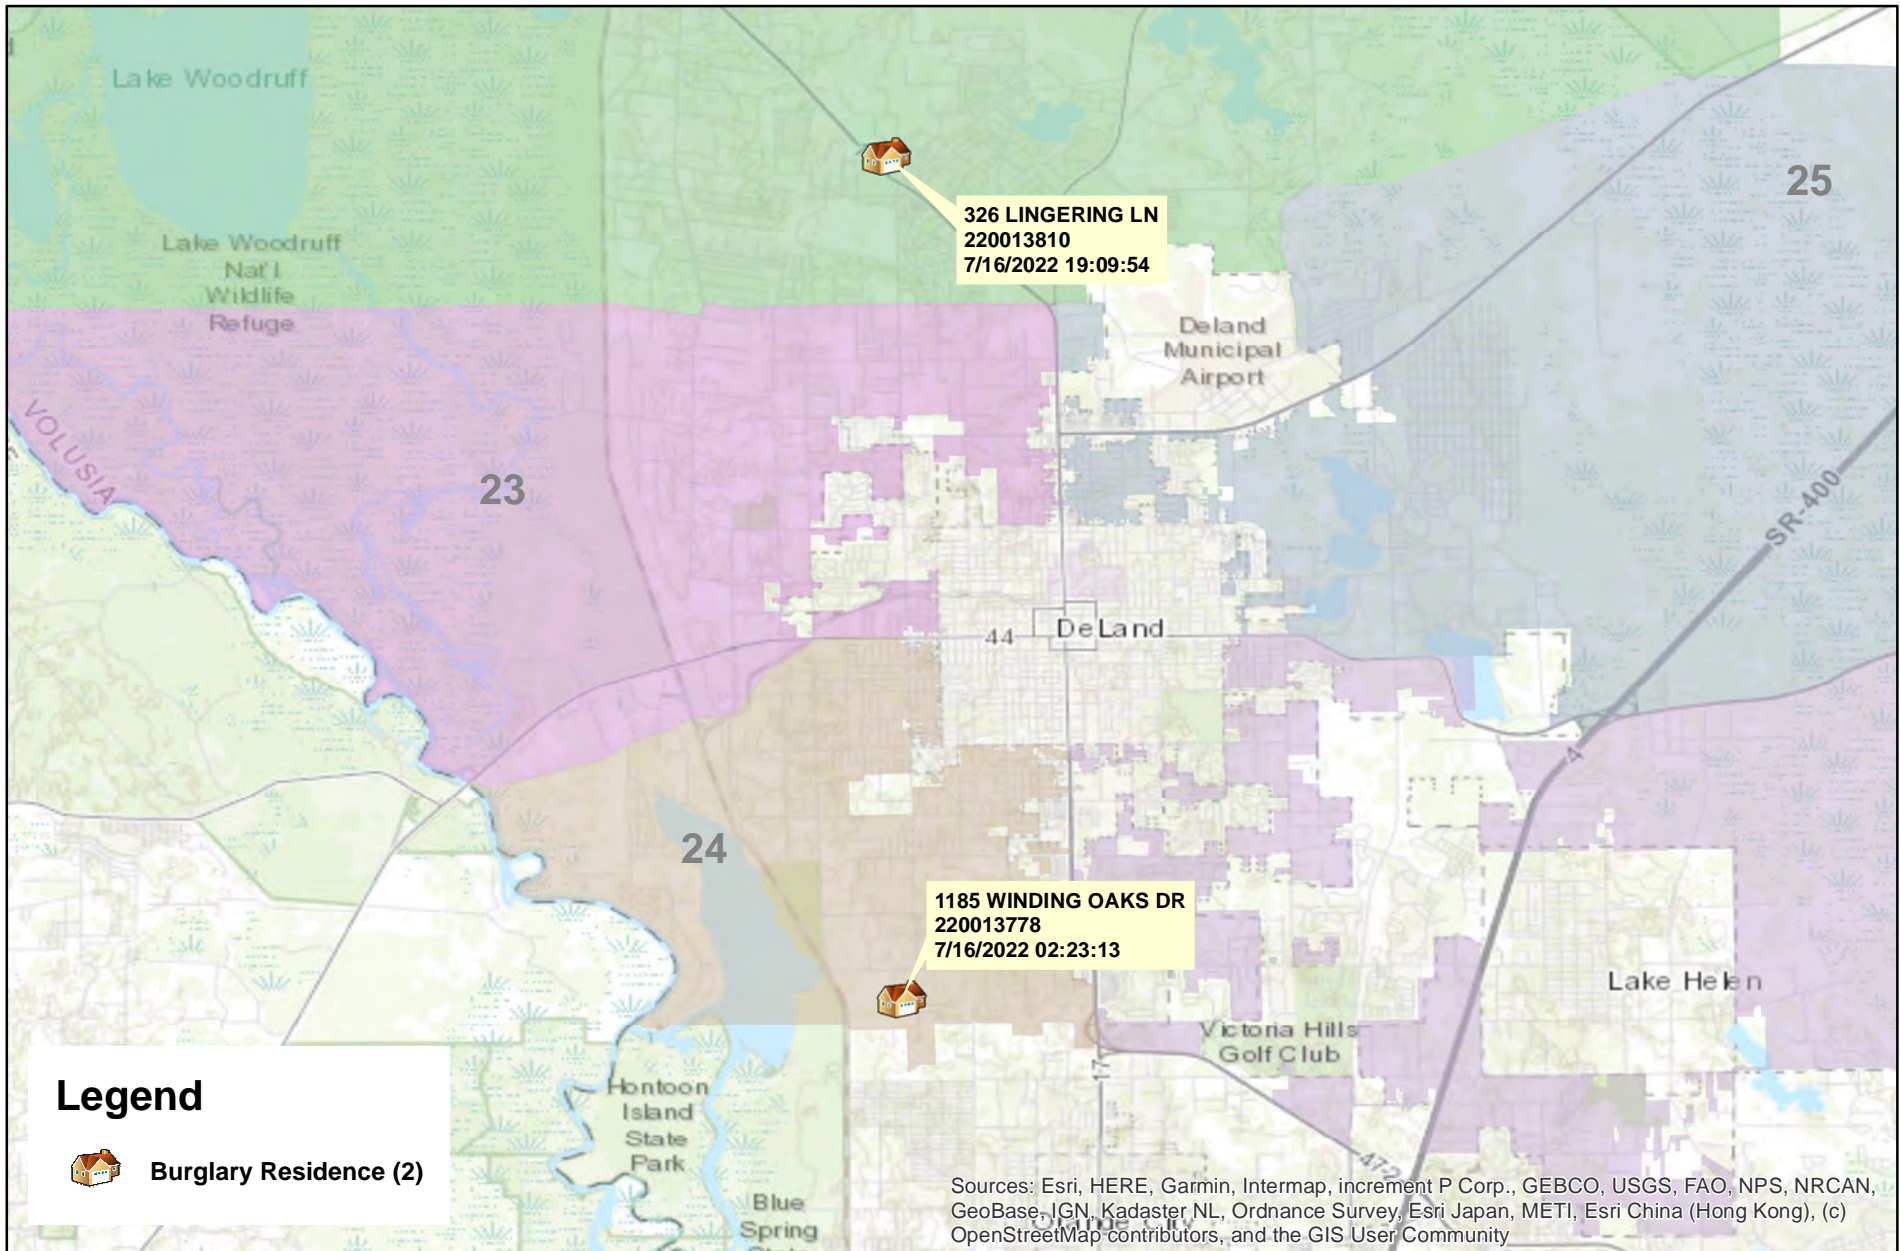 Lake Woodruff
25
326 LINGERING LN
220013810
7/16/2022 19:09:54
Lake Woodruff
Nat'l
Wildlife
Refuge
Deland
Municipal
Airport
VOLUSIA
23
SR-400
44
DeLand
4
24
1185 WINDING OAKS DR
220013778
7/16/2022 02:23:13
Lake Helen
Victoria Hills
Golf Club
17
Legend
Burglary Residence (2)
Hontoon
Island
State
Park
472
Blue
Spring
Orange City
Sources: Esri, HERE, Garmin, Intermap, increment P Corp., GEBCO, USGS, FAO, NPS, NRCAN,
GeoBase, IGN, Kadaster NL, Ordnance Survey, Esri Japan, METI, Esri China (Hong Kong), (c)
OpenStreetMap contributors, and the GIS User Community